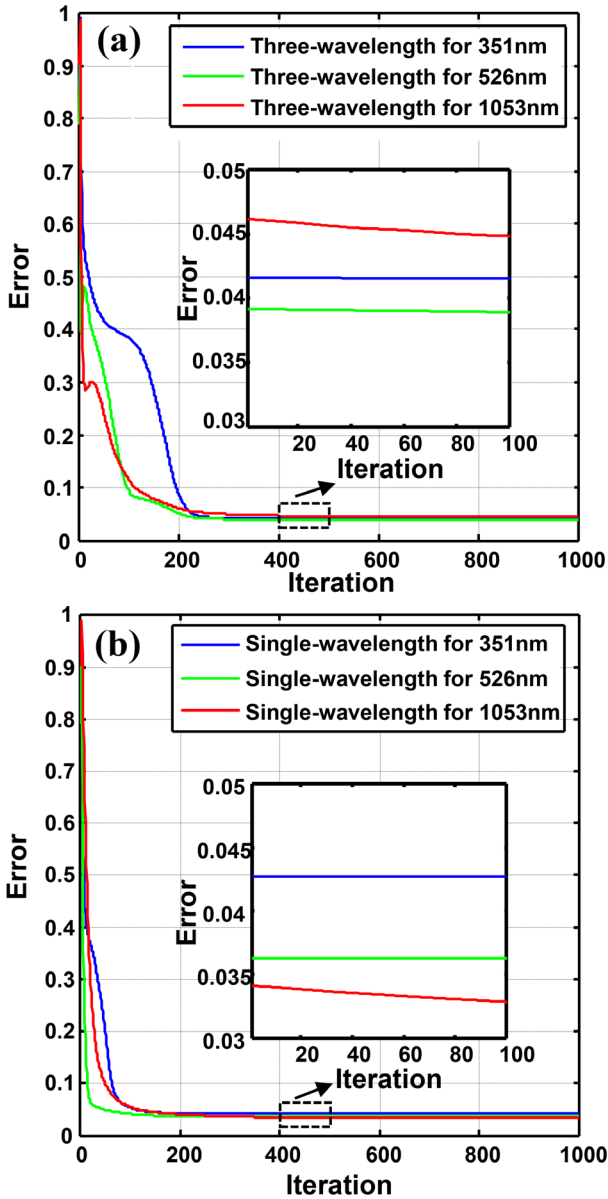 (a)
Three-wavelength for 351nm
Three-wavelength for 526nm
Three-wavelength for 1053nm
1
0.9
0.8
0.7
0.6
0.5
0.4
0.3
0.2
0.1
0
Error
0.05
0.045
0.04
0.035
0.03
Error
20 40 60 80 100
Iteration
0 200 400 600 800 1000
Iteration
(b)
Single-wavelength for 351nm
Single-wavelength for 526nm
Single-wavelength for 1053nm
1
0.9
0.8
0.7
0.6
0.5
0.4
0.3
0.2
0.1
0
Error
0.05
0.045
0.04
0.035
0.03
Error
20 40 60 80 100
Iteration
0 200 400 600 800 1000
Iteration